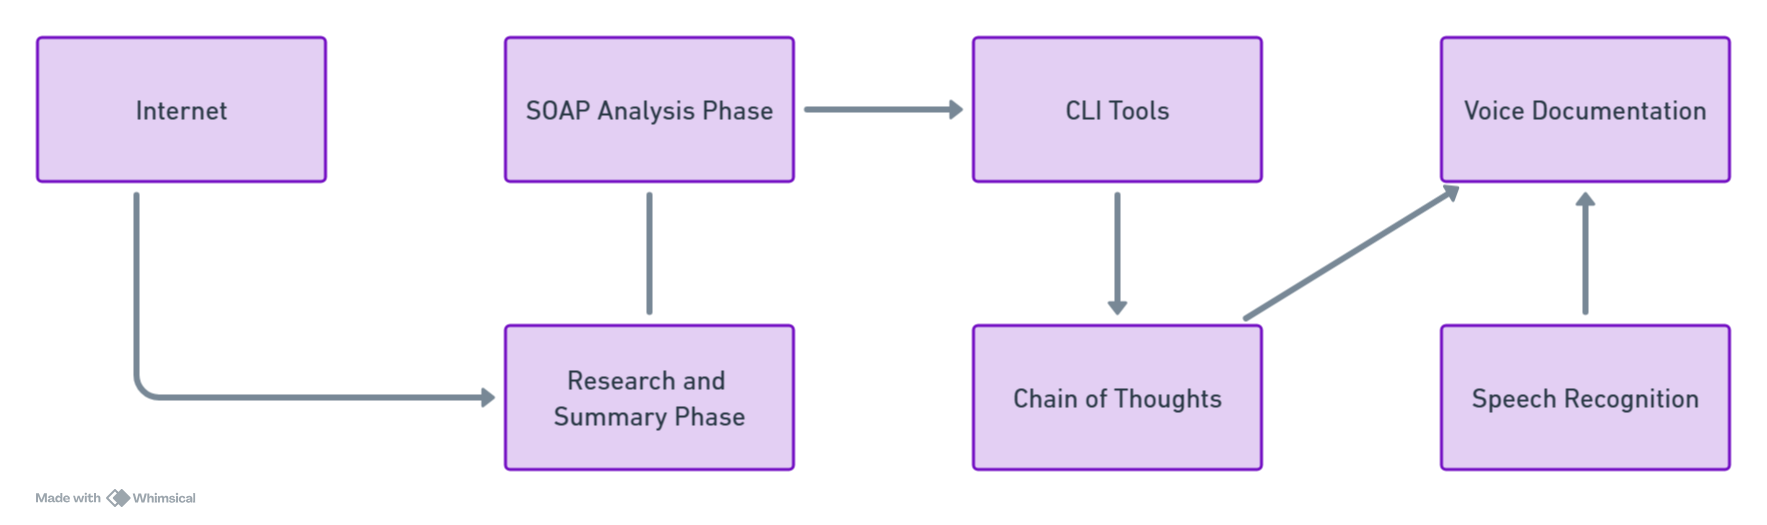 Internet
SOAP Analysis Phase
CLI Tools
Voice Documentation
Research and
Summary Phase
Chain of Thoughts
Speech Recognition
Made with Whimsical